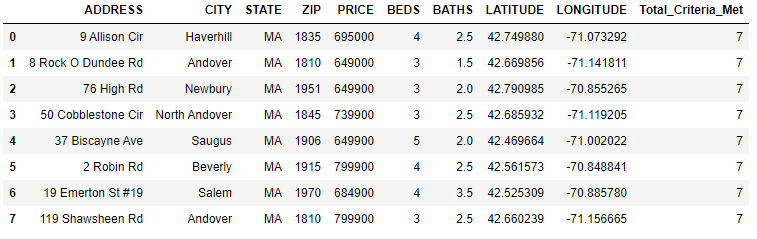 ADDRESS CITY STATE ZIP PRICE BEDS BATHS LATITUDE LONGITUDE Total_Criteria_Met
0 9 Allison Cir Haverhill MA 1835 695000 4 2.5 42.749880 -71.073292 7
1 8 Rock O Dundee Rd Andover MA 1810 649000 3 1.5 42.669856 -71.141811 7
2 76 High Rd Newbury MA 1951 649900 3 2.0 42.790985 -70.855265 7
3 50 Cobblestone Cir North Andover MA 1845 739900 3 2.5 42.685932 -71.119205 7
4 37 Biscayne Ave Saugus MA 1906 649900 5 2.0 42.469664 -71.002022 7
5 2 Robin Rd Beverly MA 1915 799900 4 2.5 42.561573 -70.848841 7
6 19 Emerton St #19 Salem MA 1970 684900 4 3.5 42.525309 -70.885780 7
7 119 Shawsheen Rd Andover MA 1810 799900 3 2.5 42.660239 -71.156665 7